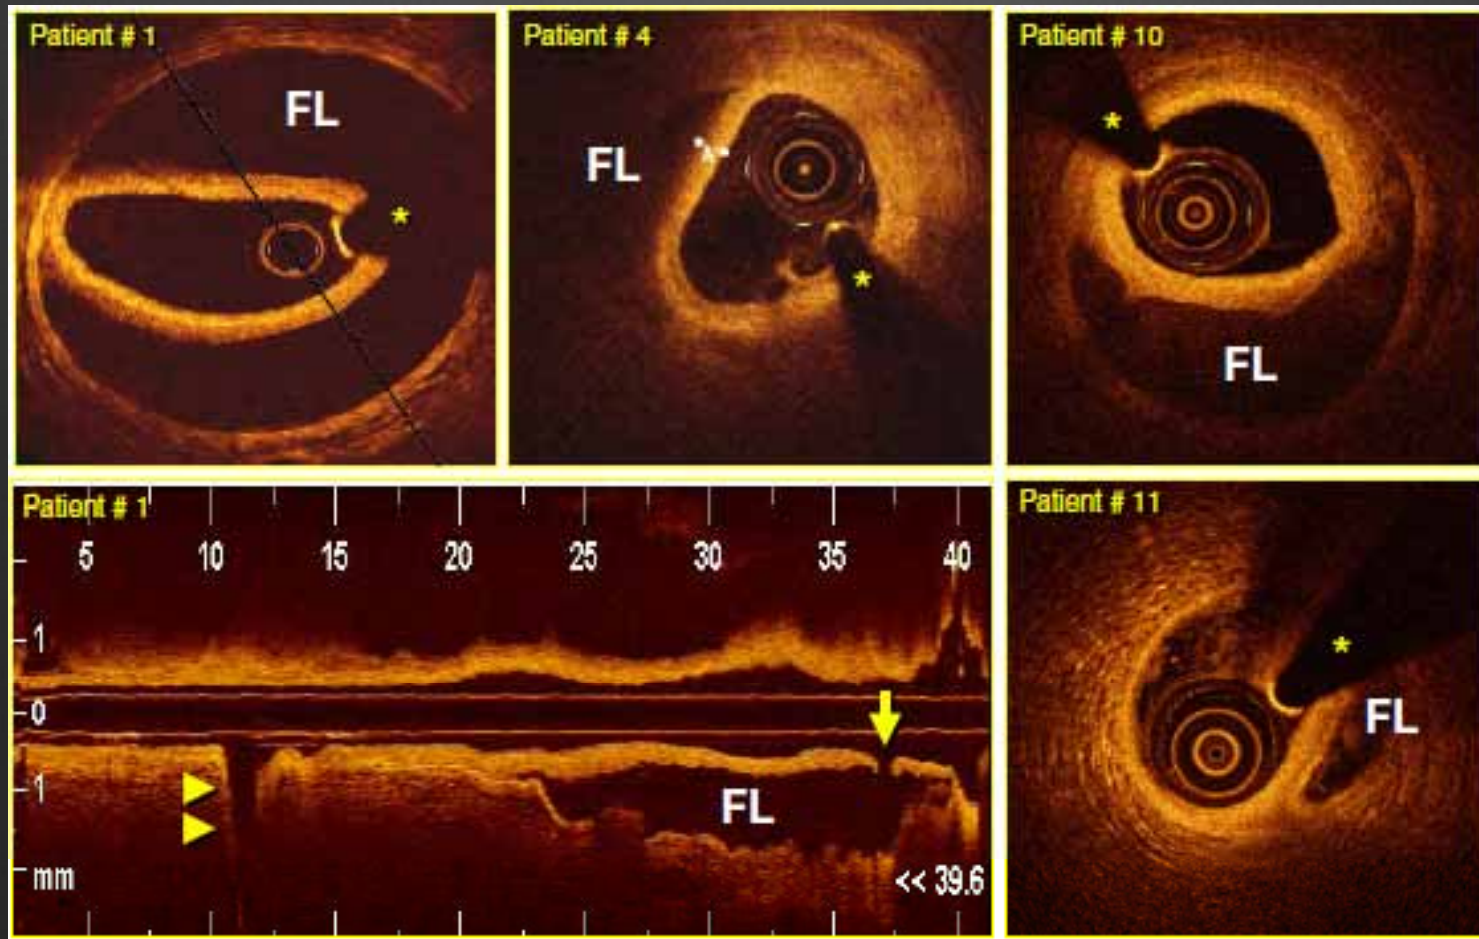 Patient # 1
FL
*
Patient # 4
FL
*
Patient # 10
*
FL
Patient # 1
5 10 15 20 25 30 35 40
1
0
1
FL
mm
<< 39.6
Patient # 11
*
FL